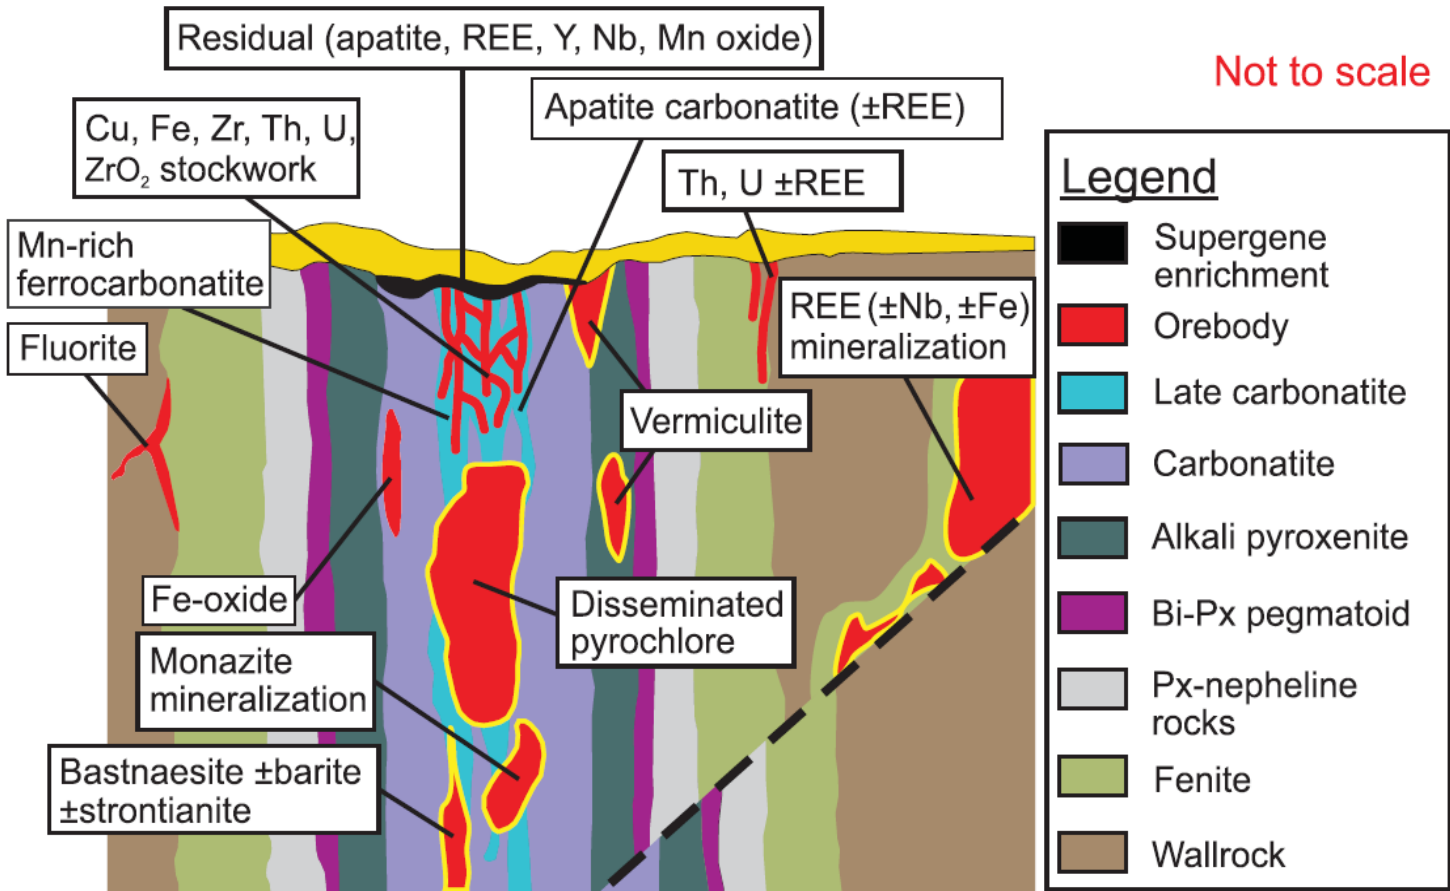 Residual (apatite, REE, Y, Nb, Mn oxide)
Not to scale
Cu, Fe, Zr, Th, U,
ZrO₂ stockwork
Apatite carbonatite (±REE)
Th, U ±REE
Mn-rich
ferrocarbonatite
Fluorite
REE (±Nb, ±Fe)
mineralization
Vermiculite
Fe-oxide
Disseminated
pyrochlore
Monazite
mineralization
Bastnaesite ±barite
±strontianite
Legend
Supergene
enrichment
Orebody
Late carbonatite
Carbonatite
Alkali pyroxenite
Bi-Px pegmatoid
Px-nepheline
rocks
Fenite
Wallrock